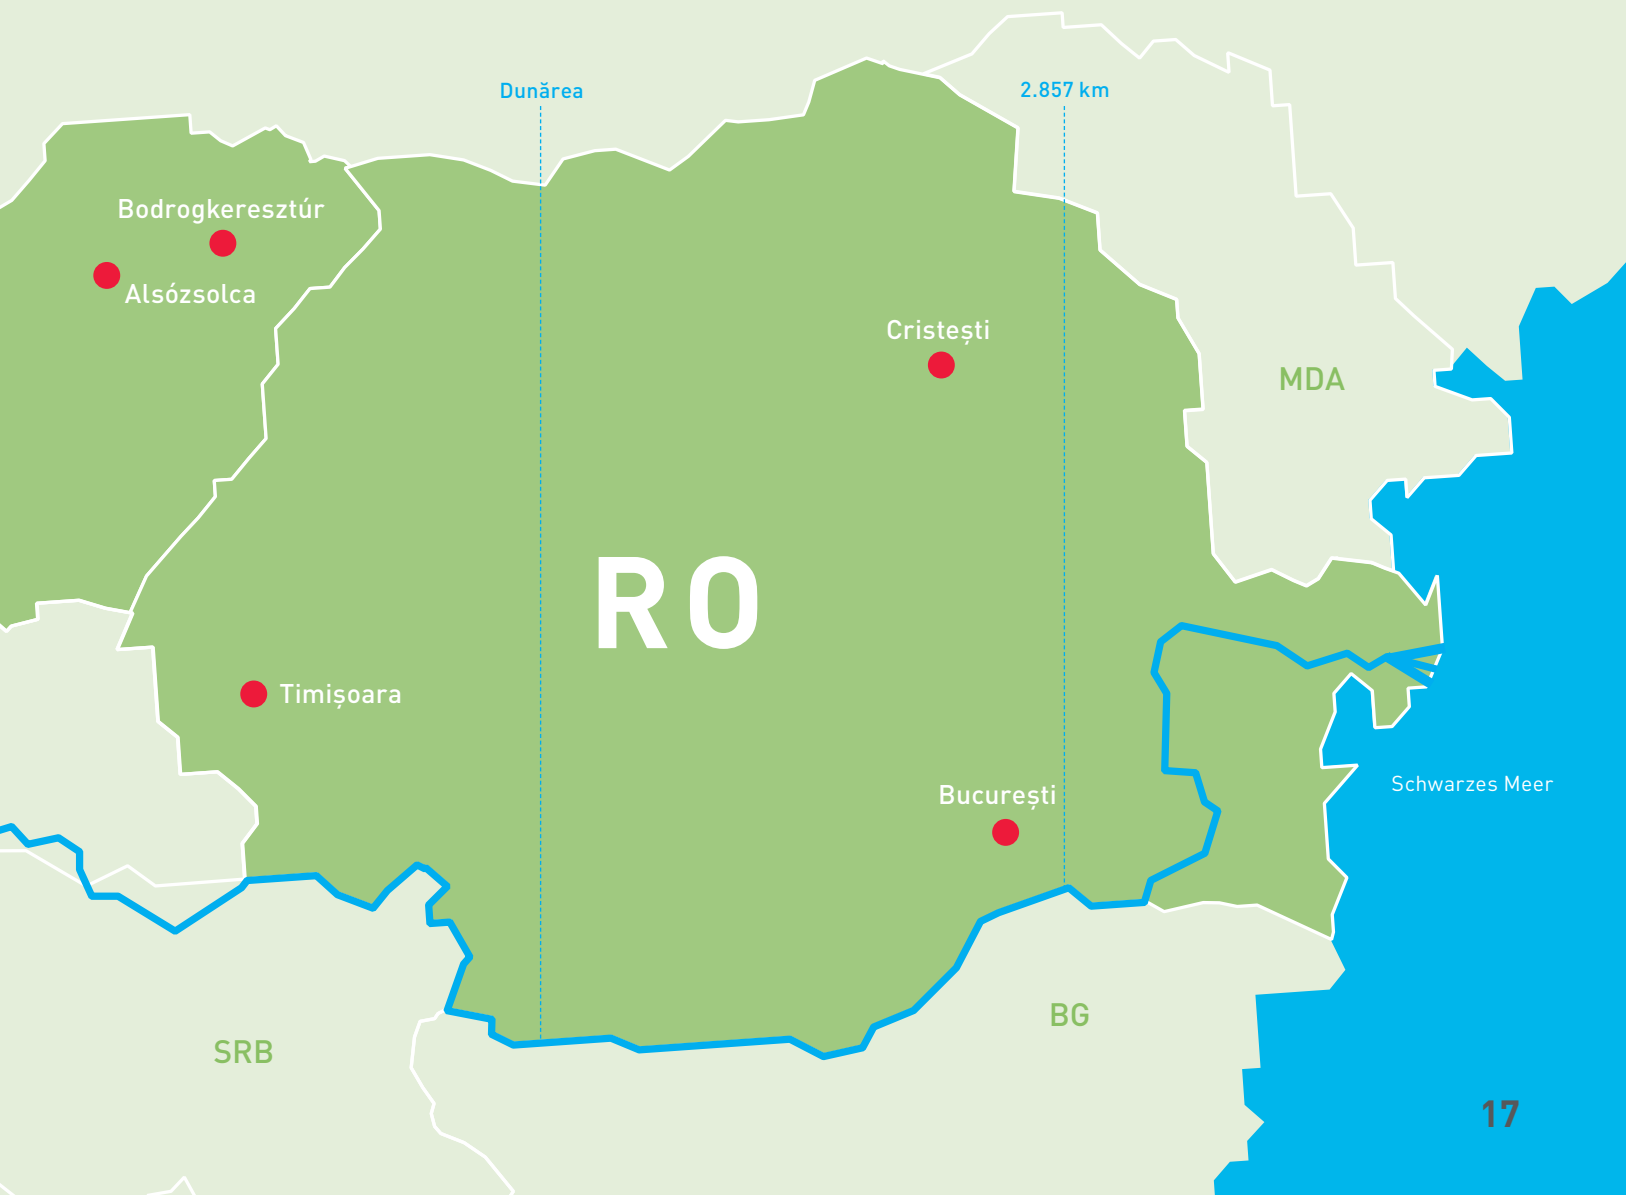 Dunărea
2.857 km
Bodrogkeresztúr
Alsózsolca
Cristești
MDA
RO
Timișoara
București
Schwarzes Meer
BG
SRB
17